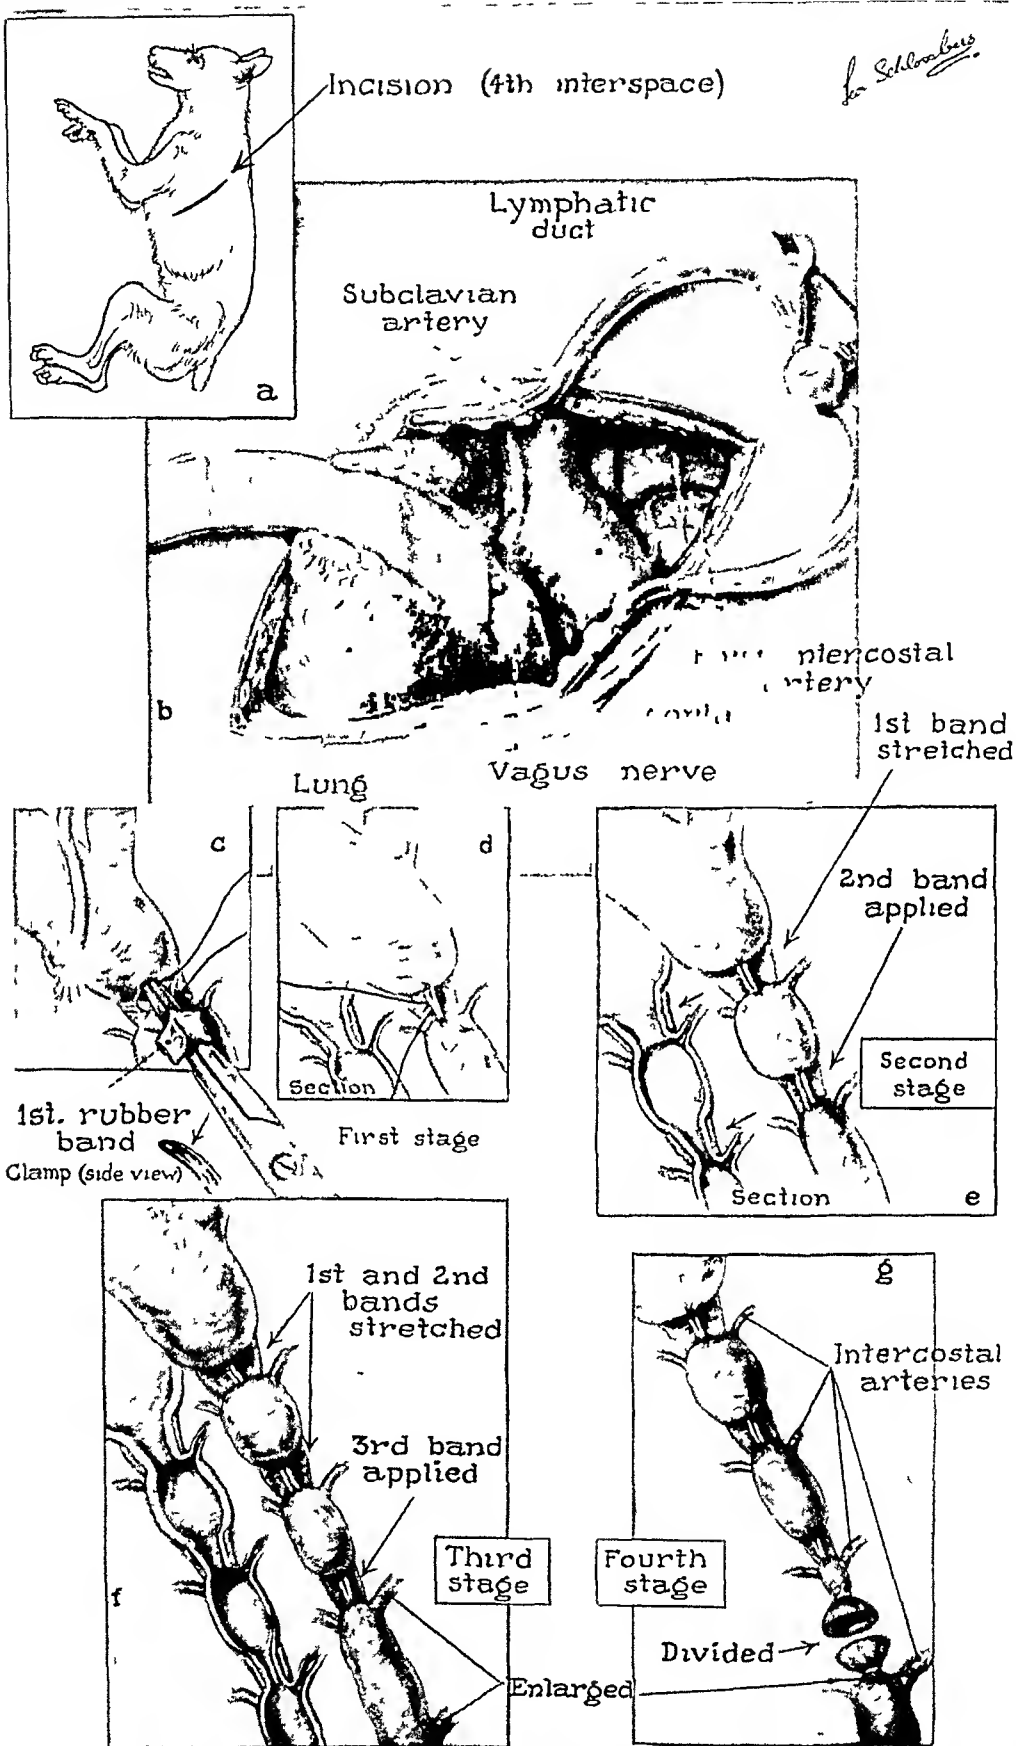 Incision (4th interspace)
for Schlossberg
a
Lymphatic
duct
Subclavian
artery
b
Lung
Vagus nerve
1st band
stretched
c
d
2nd band
applied
Section
1st. rubber
band
Clamp (side view)
First stage
Second
stage
Section
e
1st and 2nd
bands
stretched
3rd band
applied
Third
stage
f
g
Intercostal
arteries
Fourth
stage
Divided
Enlarged